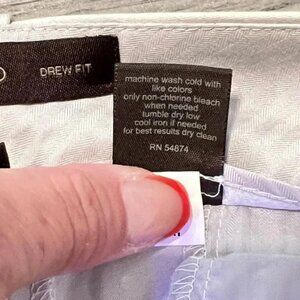 DREW FIT
machine wash cold with
like colors
only non-chlorine bleach
when needed
tumble dry low
cool iron if needed
for best results dry clean
RN 54874